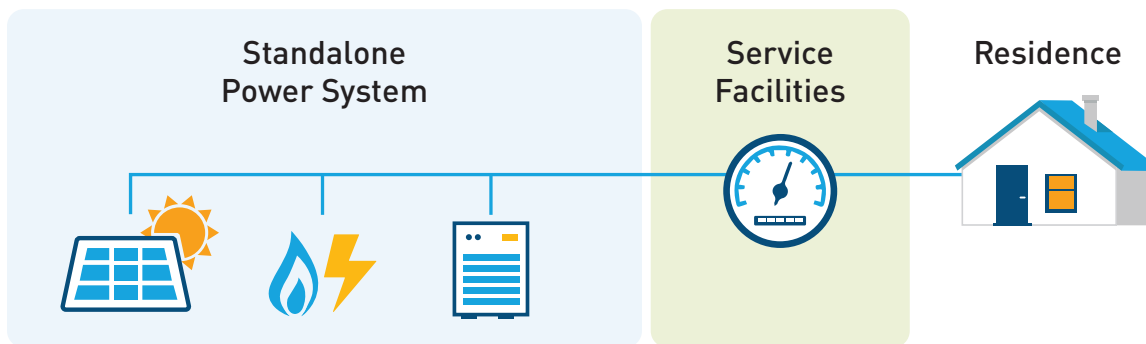 Standalone
Power System
Service
Facilities
Residence